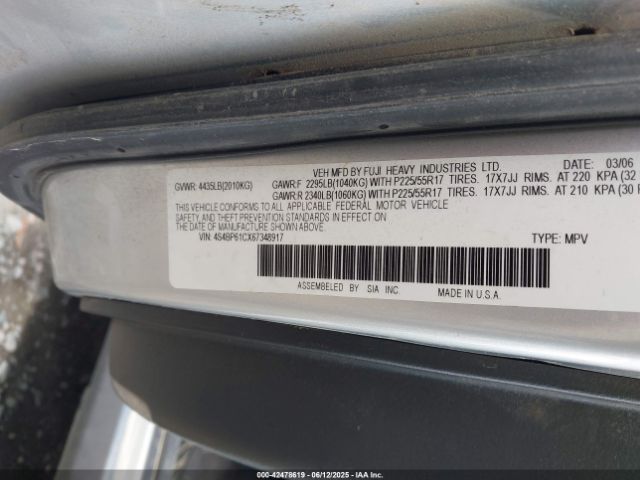 VEH MFD BY FUJI HEAVY INDUSTRIES LTD. DATE: 03/06
GVWR: 4435LB(2010KG) GAWR:F 2295LB(1040KG) WITH P225/55R17 TIRES. 17X7JJ RIMS. AT 220 KPA (32
GAWR:R 2340LB(1060KG) WITH P225/55R17 TIRES. 17X7JJ RIMS. AT 210 KPA (30 P
THIS VEHICLE CONFORMS TO ALL APPLICABLE FEDERAL MOTOR VEHICLE
SAFETY AND THEFT PREVENTION STANDARDS IN EFFECT ON THE DATE OF
MANUFACTURE SHOWN ABOVE.
VIN: 4S4BP61CX67348917 TYPE: MPV
ASSEMBELED BY SIA INC. MADE IN U.S.A.
IAA 42478619 - 06/12/2025 - COPYRIGHT IAA, LLC